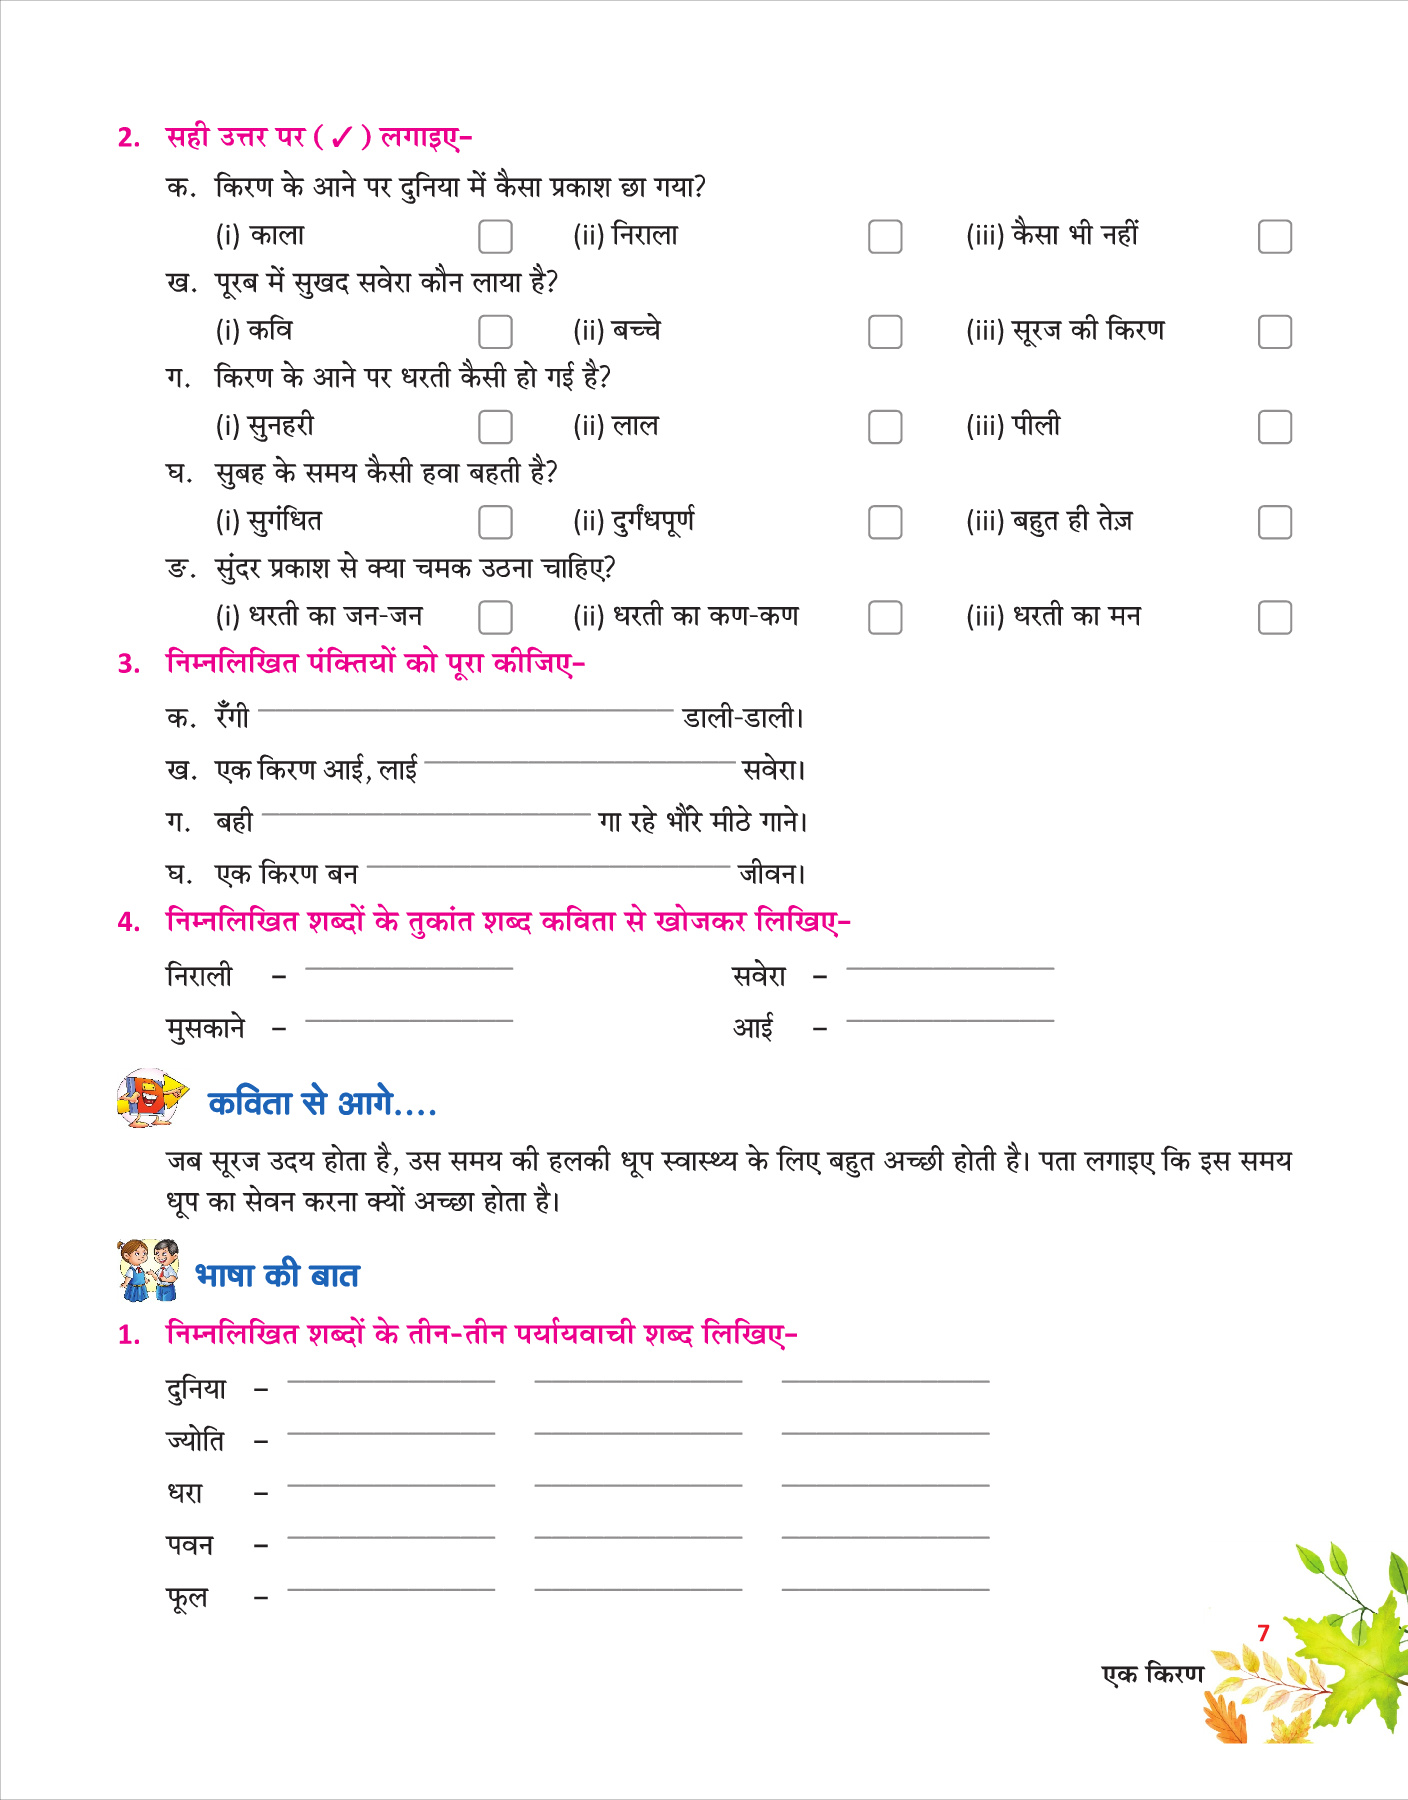 2. सही उत्तर पर ( ✓ ) लगाइए–
क. किरण के आने पर दुनिया में कैसा प्रकाश छा गया?
(i) काला (ii) निराला (iii) कैसा भी नहीं
ख. पूरब में सुखद सवेरा कौन लाया है?
(i) कवि (ii) बच्चे (iii) सूरज की किरण
ग. किरण के आने पर धरती कैसी हो गई है?
(i) सुनहरी (ii) लाल (iii) पीली
घ. सुबह के समय कैसी हवा बहती है?
(i) सुगंधित (ii) दुर्गंधपूर्ण (iii) बहुत ही तेज़
ङ. सुंदर प्रकाश से क्या चमक उठना चाहिए?
(i) धरती का जन-जन (ii) धरती का कण-कण (iii) धरती का मन
3. निम्नलिखित पंक्तियों को पूरा कीजिए–
क. रँगी ____________ डाली-डाली।
ख. एक किरण आई, लाई ____________ सवेरा।
ग. बही ____________ गा रहे भौंरे मीठे गाने।
घ. एक किरण बन ____________ जीवन।
4. निम्नलिखित शब्दों के तुकांत शब्द कविता से खोजकर लिखिए–
निराली – ____________ सवेरा – ____________
मुसकाने – ____________ आई – ____________
कविता से आगे....
जब सूरज उदय होता है, उस समय की हलकी धूप स्वास्थ्य के लिए बहुत अच्छी होती है। पता लगाइए कि इस समय
धूप का सेवन करना क्यों अच्छा होता है।
भाषा की बात
1. निम्नलिखित शब्दों के तीन-तीन पर्यायवाची शब्द लिखिए–
दुनिया – ____________ ____________ ____________
ज्योति – ____________ ____________ ____________
धरा – ____________ ____________ ____________
पवन – ____________ ____________ ____________
फूल – ____________ ____________ ____________
7
एक किरण